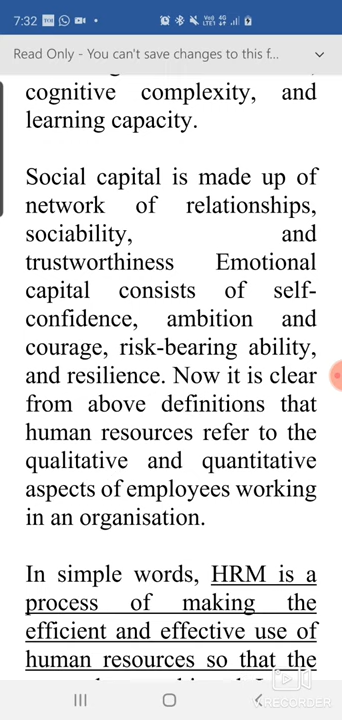 7:32
Read Only - You can't save changes to this f...
cognitive complexity, and
learning capacity.
Social capital is made up of
network of relationships,
sociability, and
trustworthiness Emotional
capital consists of self-
confidence, ambition and
courage, risk-bearing ability,
and resilience. Now it is clear
from above definitions that
human resources refer to the
qualitative and quantitative
aspects of employees working
in an organisation.
In simple words, HRM is a
process of making the
efficient and effective use of
human resources so that the
RECORDER